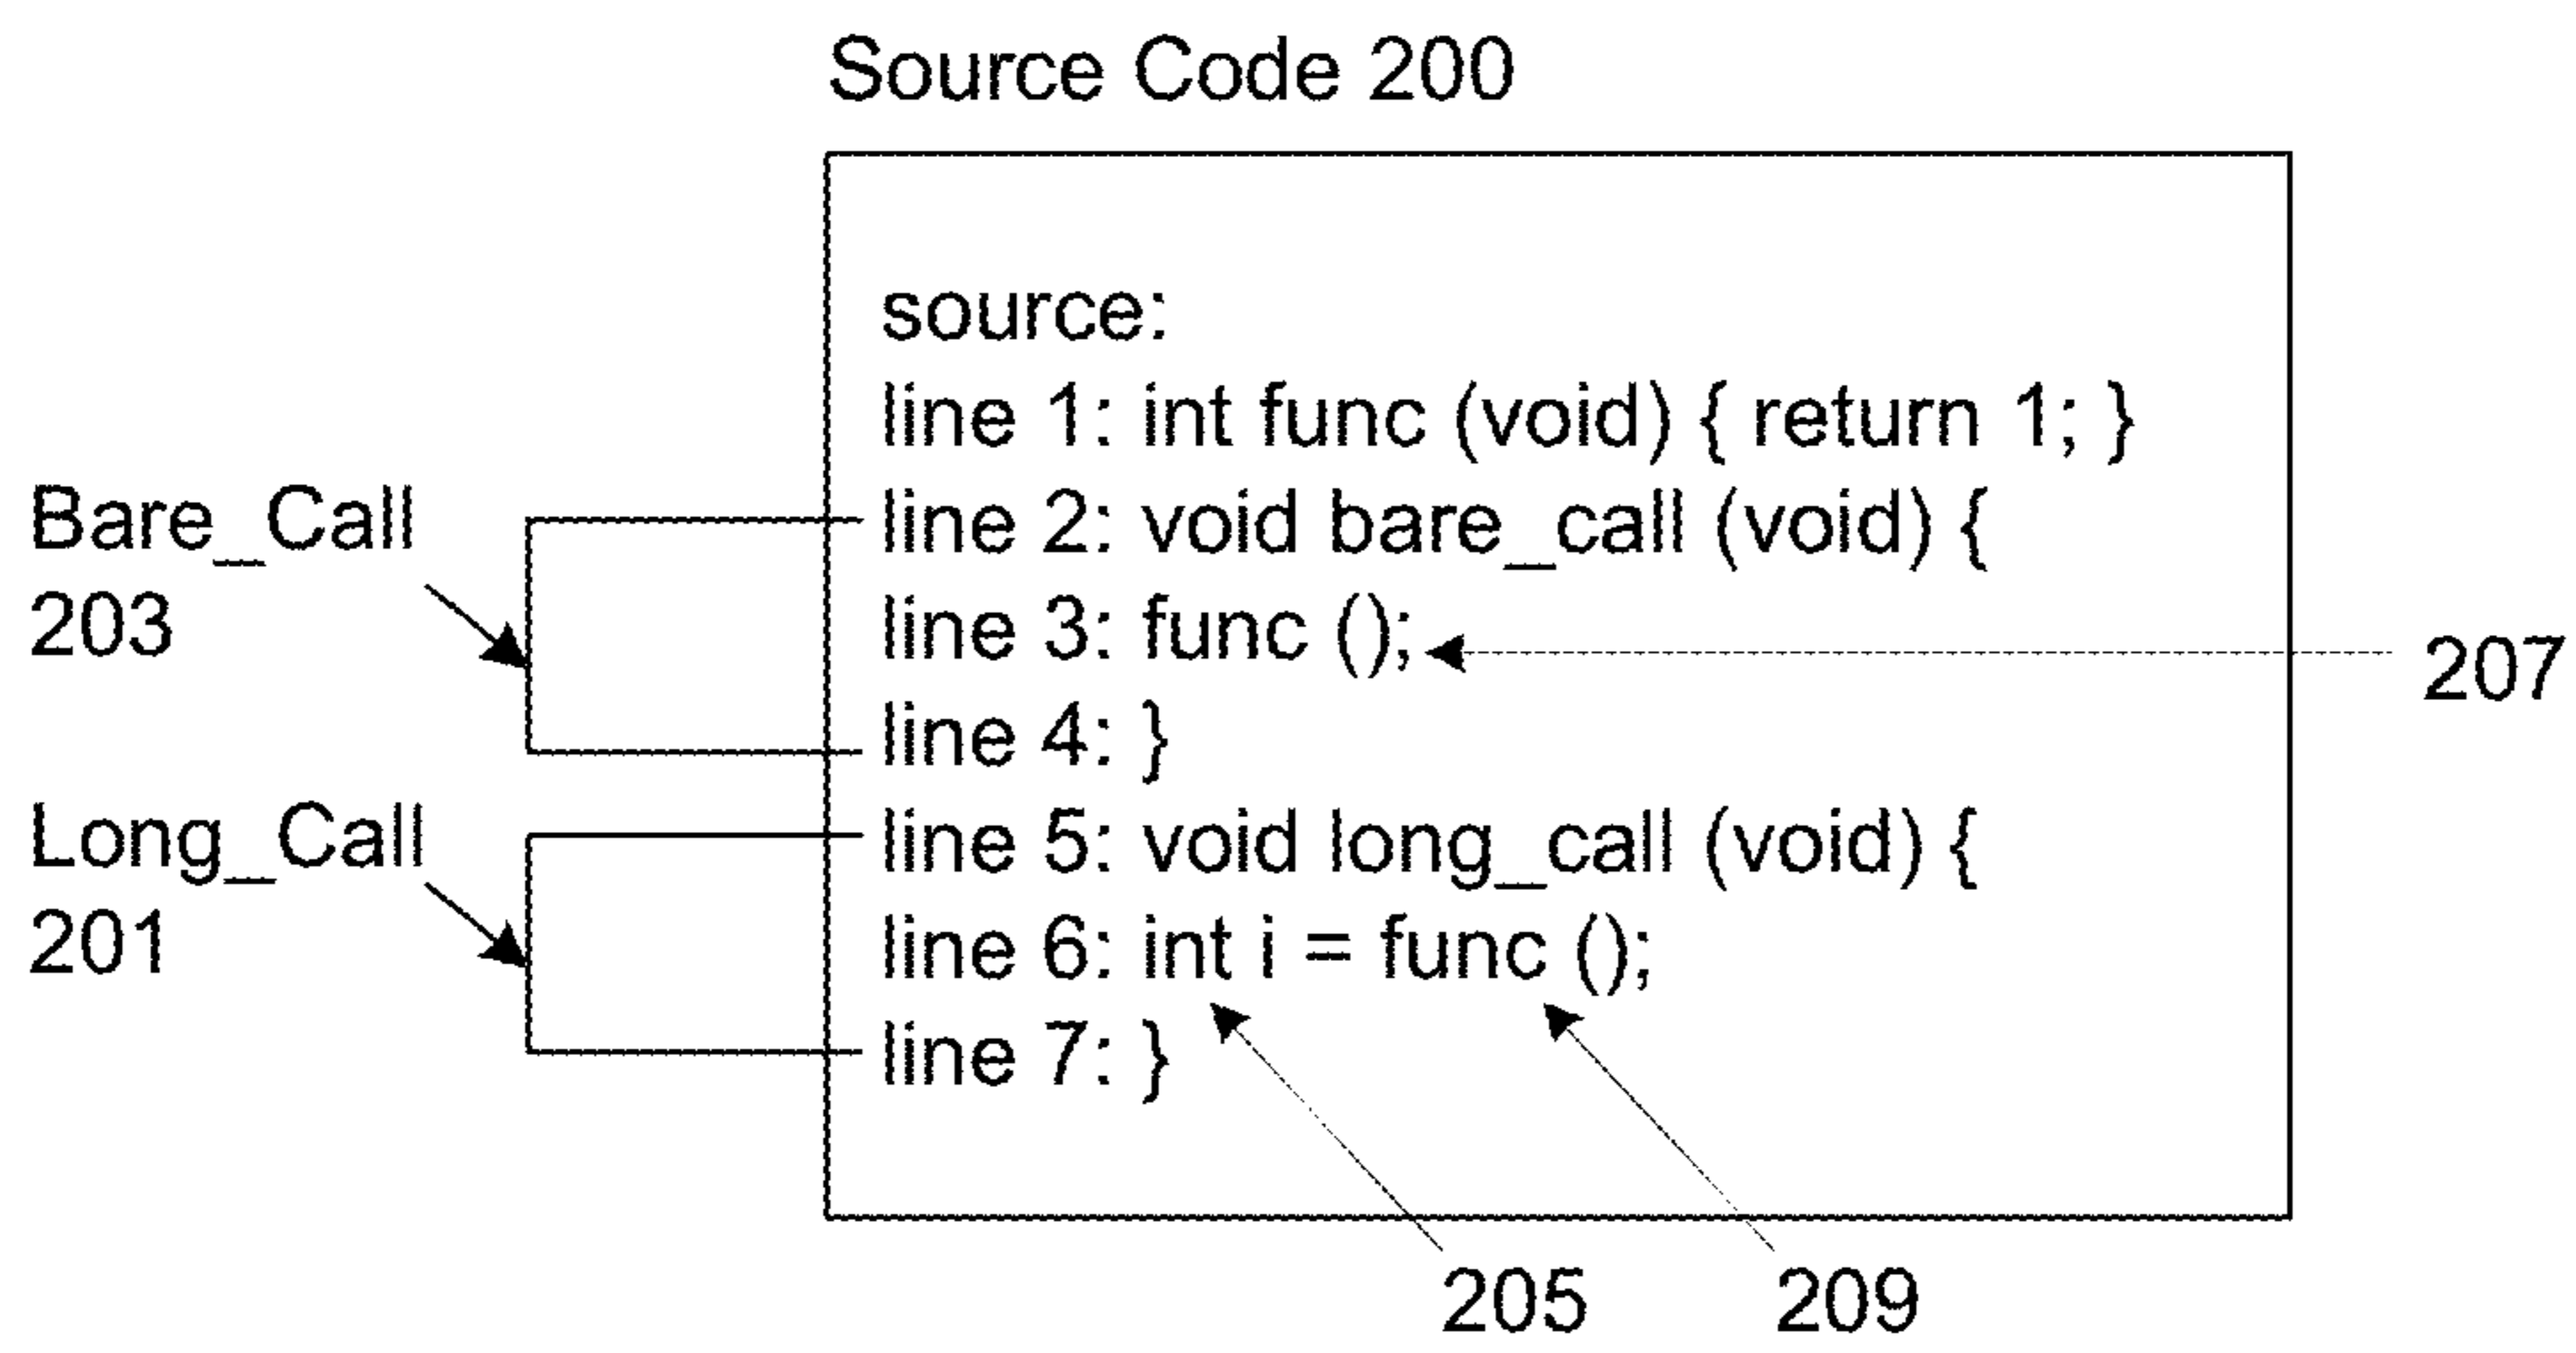 Source Code 200
source:
line 1: int func (void) { return 1; }
line 2: void bare_call (void) {
line 3: func ();
line 4: }
line 5: void long_call (void) {
line 6: int i = func ();
line 7: }
Bare_Call
203
Long_Call
201
207
205
209